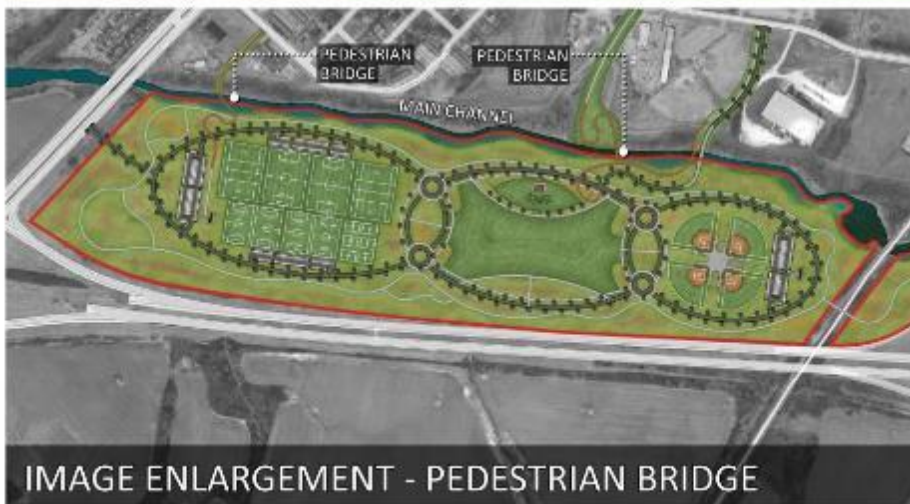 PEDESTRIAN
BRIDGE
PEDESTRIAN
BRIDGE
MAIN CHANNEL
IMAGE ENLARGEMENT - PEDESTRIAN BRIDGE